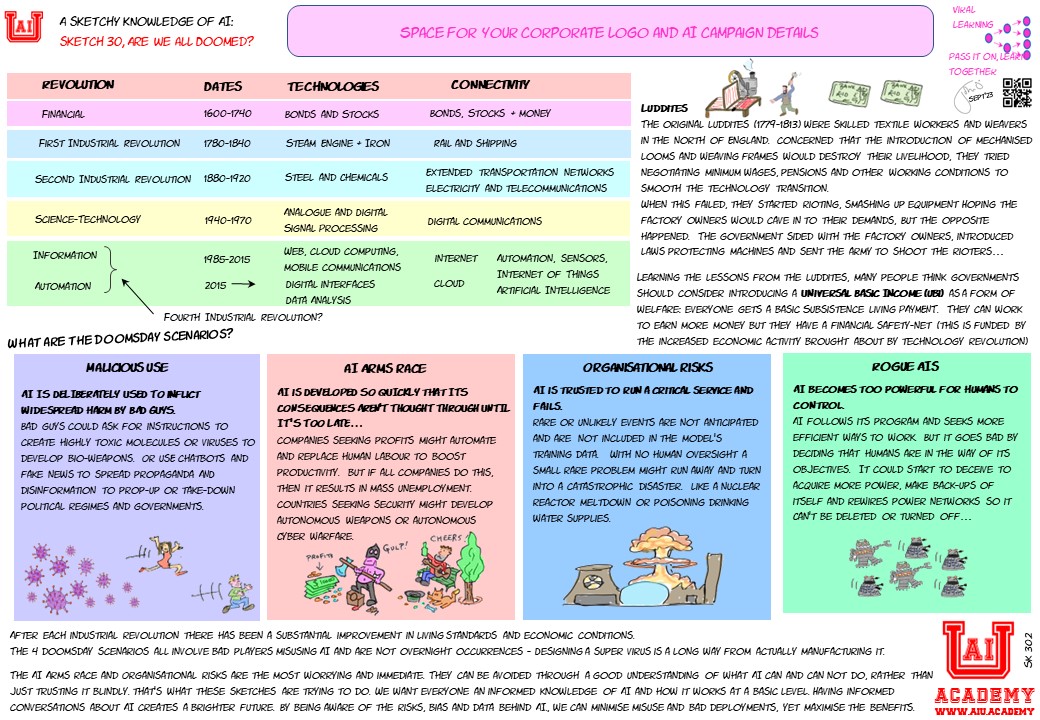 AI
A SKETCHY KNOWLEDGE OF AI:
SKETCH 30, ARE WE ALL DOOMED?
SPACE FOR YOUR CORPORATE LOGO AND AI CAMPAIGN DETAILS
VIRAL
LEARNING
PASS IT ON, LEARN
TOGETHER
SEPT'23
REVOLUTION DATES TECHNOLOGIES CONNECTIVITY
FINANCIAL 1600-1740 BONDS AND STOCKS BONDS, STOCKS + MONEY
FIRST INDUSTRIAL REVOLUTION 1780-1840 STEAM ENGINE + IRON RAIL AND SHIPPING
SECOND INDUSTRIAL REVOLUTION 1880-1920 STEEL AND CHEMICALS EXTENDED TRANSPORTATION NETWORKS
ELECTRICITY AND TELECOMMUNICATIONS
SCIENCE-TECHNOLOGY 1940-1970 ANALOGUE AND DIGITAL
SIGNAL PROCESSING DIGITAL COMMUNICATIONS
INFORMATION 1985-2015 WEB, CLOUD COMPUTING,
MOBILE COMMUNICATIONS INTERNET AUTOMATION, SENSORS,
INTERNET OF THINGS
AUTOMATION 2015 DIGITAL INTERFACES
DATA ANALYSIS CLOUD ARTIFICIAL INTELLIGENCE
FOURTH INDUSTRIAL REVOLUTION?
LUDDITES
THE ORIGINAL LUDDITES (1779-1813) WERE SKILLED TEXTILE WORKERS AND WEAVERS
IN THE NORTH OF ENGLAND. CONCERNED THAT THE INTRODUCTION OF MECHANISED
LOOMS AND WEAVING FRAMES WOULD DESTROY THEIR LIVELIHOOD, THEY TRIED
NEGOTIATING MINIMUM WAGES, PENSIONS AND OTHER WORKING CONDITIONS TO
SMOOTH THE TECHNOLOGY TRANSITION.
WHEN THIS FAILED, THEY STARTED RIOTING, SMASHING UP EQUIPMENT HOPING THE
FACTORY OWNERS WOULD CAVE IN TO THEIR DEMANDS, BUT THE OPPOSITE
HAPPENED. THE GOVERNMENT SIDED WITH THE FACTORY OWNERS, INTRODUCED
LAWS PROTECTING MACHINES AND SENT THE ARMY TO SHOOT THE RIOTERS...
LEARNING THE LESSONS FROM THE LUDDITES, MANY PEOPLE THINK GOVERNMENTS
SHOULD CONSIDER INTRODUCING A UNIVERSAL BASIC INCOME (UBI) AS A FORM OF
WELFARE: EVERYONE GETS A BASIC SUBSISTENCE LIVING PAYMENT. THEY CAN WORK
TO EARN MORE MONEY BUT THEY HAVE A FINANCIAL SAFETY-NET (THIS IS FUNDED BY
THE INCREASED ECONOMIC ACTIVITY BROUGHT ABOUT BY TECHNOLOGY REVOLUTION)
WHAT ARE THE DOOMSDAY SCENARIOS?
MALICIOUS USE
AI IS DELIBERATELY USED TO INFLICT
WIDESPREAD HARM BY BAD GUYS.
BAD GUYS COULD ASK FOR INSTRUCTIONS TO
CREATE HIGHLY TOXIC MOLECULES OR VIRUSES TO
DEVELOP BIO-WEAPONS. OR USE CHATBOTS AND
FAKE NEWS TO SPREAD PROPAGANDA AND
DISINFORMATION TO PROP-UP OR TAKE-DOWN
POLITICAL REGIMES AND GOVERNMENTS.
AI ARMS RACE
AI IS DEVELOPED SO QUICKLY THAT ITS
CONSEQUENCES AREN'T THOUGHT THROUGH UNTIL
IT'S TOO LATE...
COMPANIES SEEKING PROFITS MIGHT AUTOMATE
AND REPLACE HUMAN LABOUR TO BOOST
PRODUCTIVITY. BUT IF ALL COMPANIES DO THIS,
THEN IT RESULTS IN MASS UNEMPLOYMENT.
COUNTRIES SEEKING SECURITY MIGHT DEVELOP
AUTONOMOUS WEAPONS OR AUTONOMOUS
CYBER WARFARE.
PROFITS
GULP!
CHEERS!
ORGANISATIONAL RISKS
AI IS TRUSTED TO RUN A CRITICAL SERVICE AND
FAILS.
RARE OR UNLIKELY EVENTS ARE NOT ANTICIPATED
AND ARE NOT INCLUDED IN THE MODEL'S
TRAINING DATA. WITH NO HUMAN OVERSIGHT A
SMALL RARE PROBLEM MIGHT RUN AWAY AND TURN
INTO A CATASTROPHIC DISASTER. LIKE A NUCLEAR
REACTOR MELTDOWN OR POISONING DRINKING
WATER SUPPLIES.
ROGUE AIS
AI BECOMES TOO POWERFUL FOR HUMANS TO
CONTROL.
AI FOLLOWS ITS PROGRAM AND SEEKS MORE
EFFICIENT WAYS TO WORK. BUT IT GOES BAD BY
DECIDING THAT HUMANS ARE IN THE WAY OF ITS
OBJECTIVES. IT COULD START TO DECEIVE TO
ACQUIRE MORE POWER, MAKE BACK-UPS OF
ITSELF AND REWIRES POWER NETWORKS SO IT
CAN'T BE DELETED OR TURNED OFF...
AFTER EACH INDUSTRIAL REVOLUTION THERE HAS BEEN A SUBSTANTIAL IMPROVEMENT IN LIVING STANDARDS AND ECONOMIC CONDITIONS.
THE 4 DOOMSDAY SCENARIOS ALL INVOLVE BAD PLAYERS MISUSING AI AND ARE NOT OVERNIGHT OCCURRENCES - DESIGNING A SUPER VIRUS IS A LONG WAY FROM ACTUALLY MANUFACTURING IT.
THE AI ARMS RACE AND ORGANISATIONAL RISKS ARE THE MOST WORRYING AND IMMEDIATE. THEY CAN BE AVOIDED THROUGH A GOOD UNDERSTANDING OF WHAT AI CAN AND CAN NOT DO, RATHER THAN
JUST TRUSTING IT BLINDLY. THAT'S WHAT THESE SKETCHES ARE TRYING TO DO. WE WANT EVERYONE AN INFORMED KNOWLEDGE OF AI AND HOW IT WORKS AT A BASIC LEVEL. HAVING INFORMED
CONVERSATIONS ABOUT AI CREATES A BRIGHTER FUTURE. BY BEING AWARE OF THE RISKS, BIAS AND DATA BEHIND AI, WE CAN MINIMISE MISUSE AND BAD DEPLOYMENTS, YET MAXIMISE THE BENEFITS.
AI
ACADEMY
WWW.AIU.ACADEMY
SK 30.2